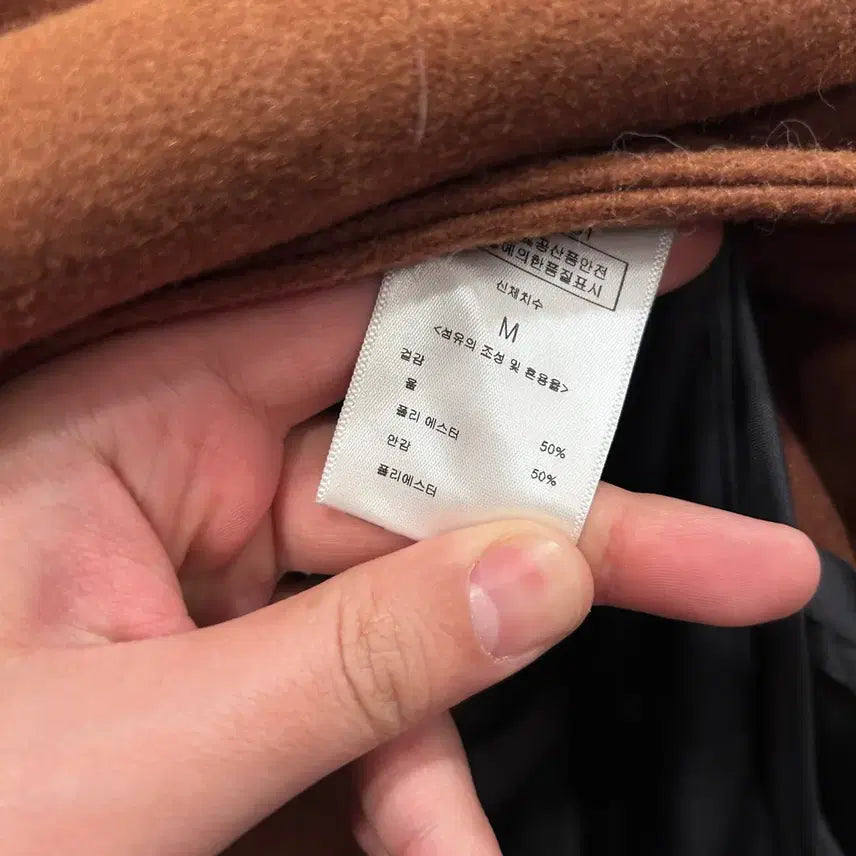 공산품안전
에의한품질표시
신체치수
M
<섬유의 조성 및 혼용율>
겉감
울 50%
폴리 에스터 50%
안감
폴리에스터